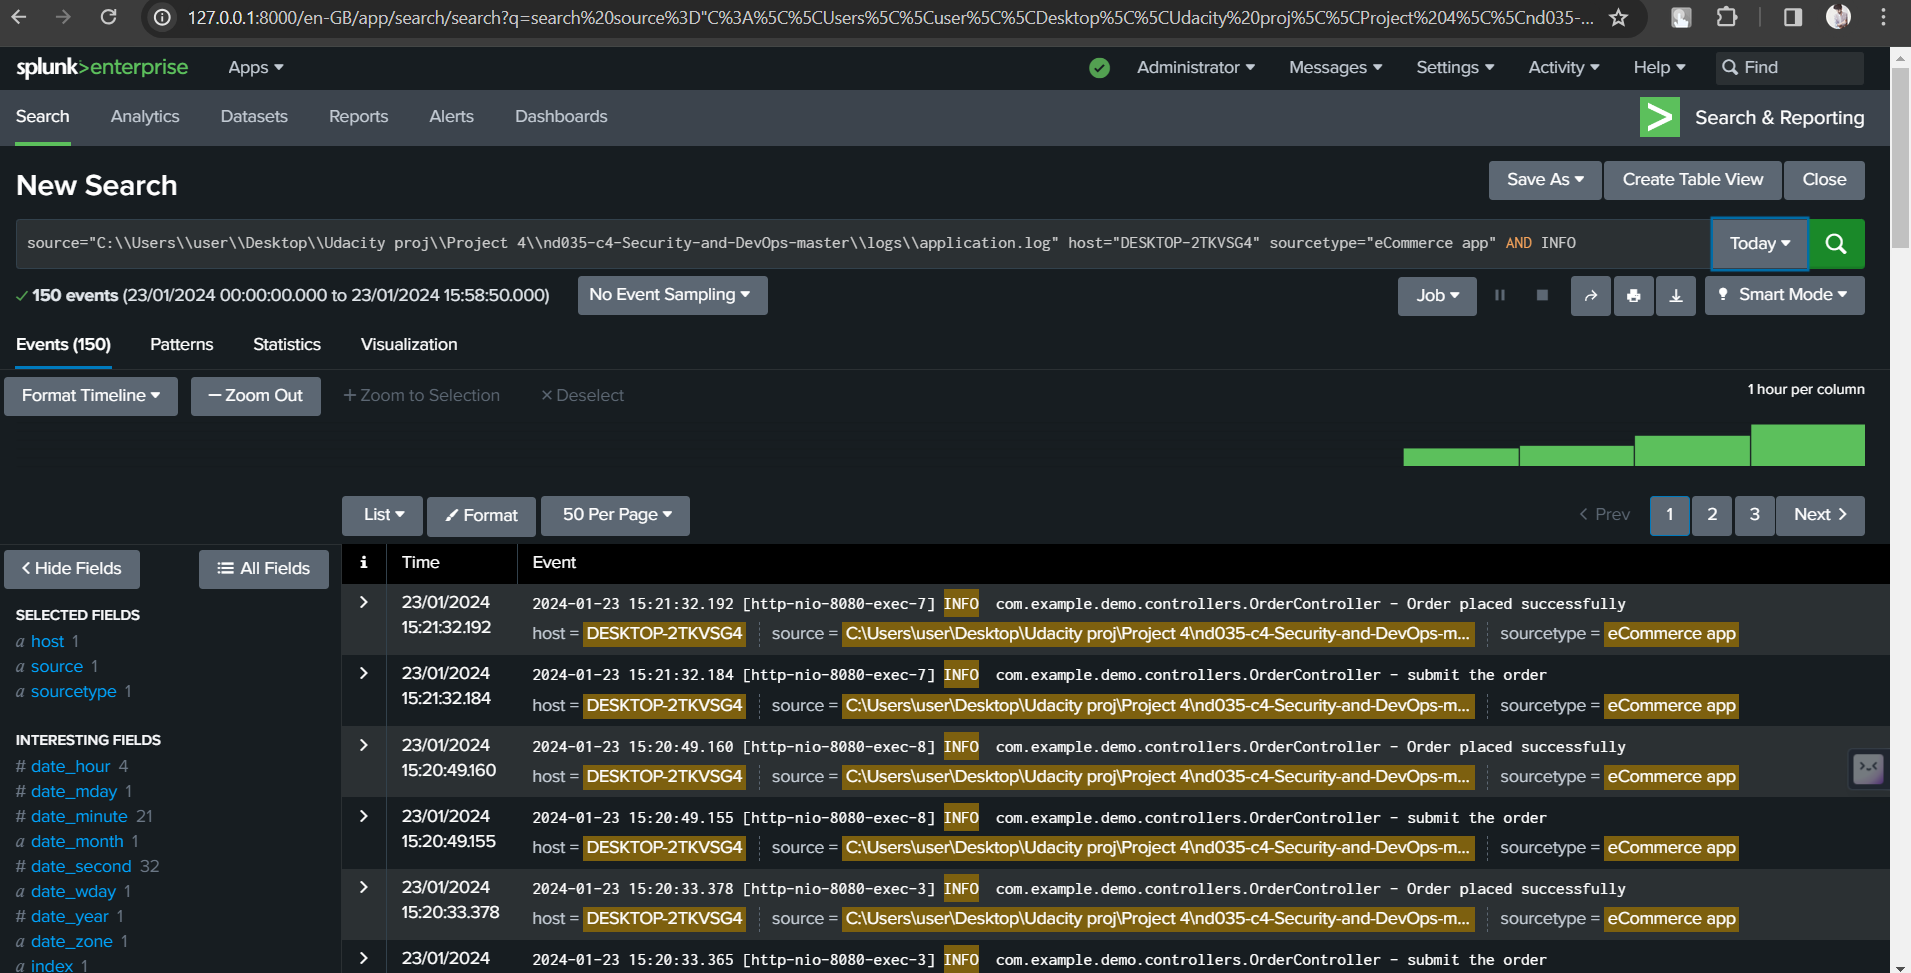 127.0.0.1:8000/en-GB/app/search/search?q=search%20source%3D"C%3A%5C%5CUsers%5C%5Cuser%5C%5CDesktop%5C%5CUdacity%20proj%5C%5CProject%204%5C%5Cnd035-...
splunk>enterprise Apps Administrator Messages Settings Activity Help Find
Search Analytics Datasets Reports Alerts Dashboards > Search & Reporting
New Search Save As Create Table View Close
source="C:\\Users\\user\\Desktop\\Udacity proj\\Project 4\\nd035-c4-Security-and-DevOps-master\\logs\\application.log" host="DESKTOP-2TKVSG4" sourcetype="eCommerce app" AND INFO Today
150 events (23/01/2024 00:00:00.000 to 23/01/2024 15:58:50.000) No Event Sampling Job Smart Mode
Events (150) Patterns Statistics Visualization
Format Timeline — Zoom Out + Zoom to Selection × Deselect 1 hour per column
List Format 50 Per Page < Prev 1 2 3 Next >
< Hide Fields All Fields i Time Event
SELECTED FIELDS
a host 1
a source 1
a sourcetype 1
INTERESTING FIELDS
# date_hour 4
# date_mday 1
# date_minute 21
a date_month 1
# date_second 32
a date_wday 1
# date_year 1
a date_zone 1
a index 1
23/01/2024 2024-01-23 15:21:32.192 [http-nio-8080-exec-7] INFO com.example.demo.controllers.OrderController - Order placed successfully
15:21:32.192 host = DESKTOP-2TKVSG4 source = C:\Users\user\Desktop\Udacity proj\Project 4\nd035-c4-Security-and-DevOps-m... sourcetype = eCommerce app
23/01/2024 2024-01-23 15:21:32.184 [http-nio-8080-exec-7] INFO com.example.demo.controllers.OrderController - submit the order
15:21:32.184 host = DESKTOP-2TKVSG4 source = C:\Users\user\Desktop\Udacity proj\Project 4\nd035-c4-Security-and-DevOps-m... sourcetype = eCommerce app
23/01/2024 2024-01-23 15:20:49.160 [http-nio-8080-exec-8] INFO com.example.demo.controllers.OrderController - Order placed successfully
15:20:49.160 host = DESKTOP-2TKVSG4 source = C:\Users\user\Desktop\Udacity proj\Project 4\nd035-c4-Security-and-DevOps-m... sourcetype = eCommerce app
23/01/2024 2024-01-23 15:20:49.155 [http-nio-8080-exec-8] INFO com.example.demo.controllers.OrderController - submit the order
15:20:49.155 host = DESKTOP-2TKVSG4 source = C:\Users\user\Desktop\Udacity proj\Project 4\nd035-c4-Security-and-DevOps-m... sourcetype = eCommerce app
23/01/2024 2024-01-23 15:20:33.378 [http-nio-8080-exec-3] INFO com.example.demo.controllers.OrderController - Order placed successfully
15:20:33.378 host = DESKTOP-2TKVSG4 source = C:\Users\user\Desktop\Udacity proj\Project 4\nd035-c4-Security-and-DevOps-m... sourcetype = eCommerce app
23/01/2024 2024-01-23 15:20:33.365 [http-nio-8080-exec-3] INFO com.example.demo.controllers.OrderController - submit the order